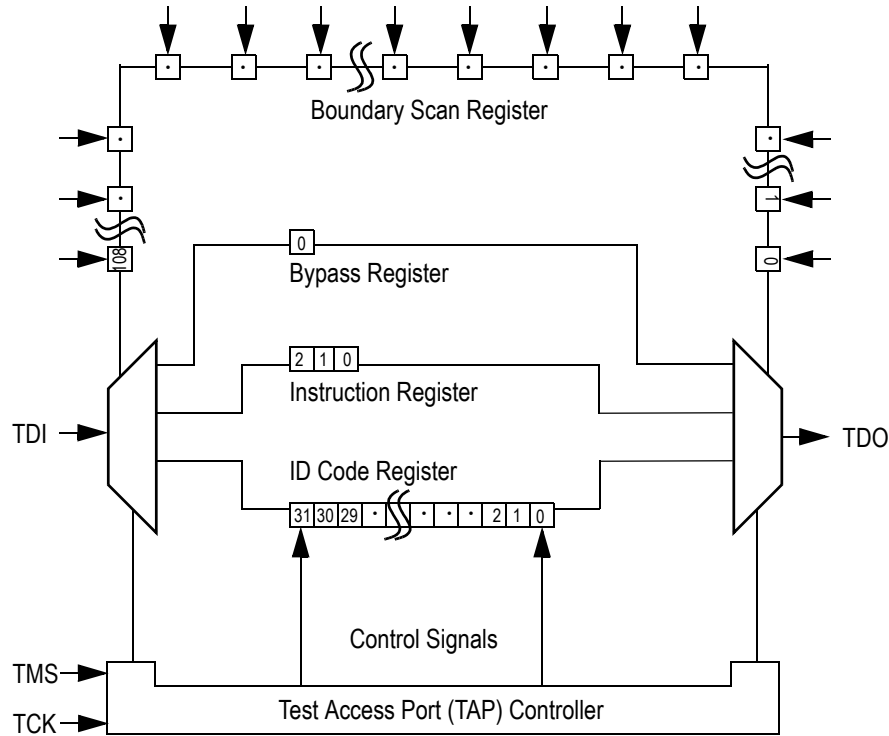 · · · · · · · ·
Boundary Scan Register
· ·
· 1
108 0
0
Bypass Register
2 1 0
Instruction Register
TDI TDO
ID Code Register
31 30 29 · · · · 2 1 0
Control Signals
TMS
Test Access Port (TAP) Controller
TCK